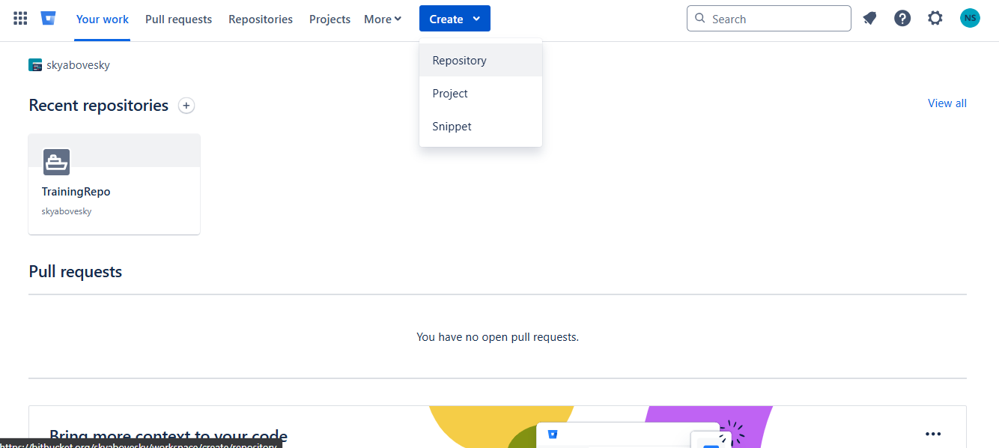 Your work Pull requests Repositories Projects More Create Search NS
Repository
Project
Snippet
skyabovesky
Recent repositories
View all
TrainingRepo
skyabovesky
Pull requests
You have no open pull requests.
Bring more context to your code
https://bitbucket.org/skyabovesky/workspace/create/repository